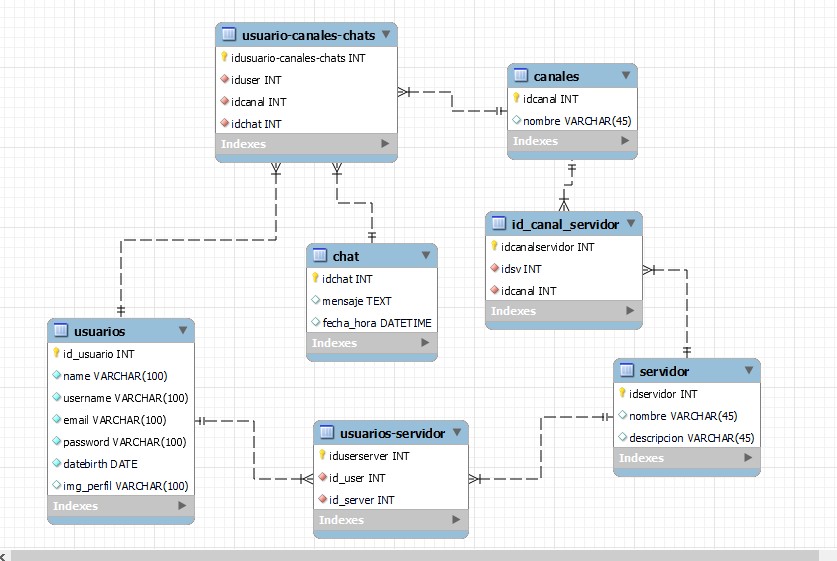 usuario-canales-chats
idusuario-canales-chats INT
iduser INT
idcanal INT
idchat INT
Indexes
canales
idcanal INT
nombre VARCHAR(45)
Indexes
id_canal_servidor
idcanalservidor INT
idsv INT
idcanal INT
Indexes
chat
idchat INT
mensaje TEXT
fecha_hora DATETIME
Indexes
usuarios
id_usuario INT
name VARCHAR(100)
username VARCHAR(100)
email VARCHAR(100)
password VARCHAR(100)
datebirth DATE
img_perfil VARCHAR(100)
Indexes
servidor
idservidor INT
nombre VARCHAR(45)
descripcion VARCHAR(45)
Indexes
usuarios-servidor
iduserserver INT
id_user INT
id_server INT
Indexes